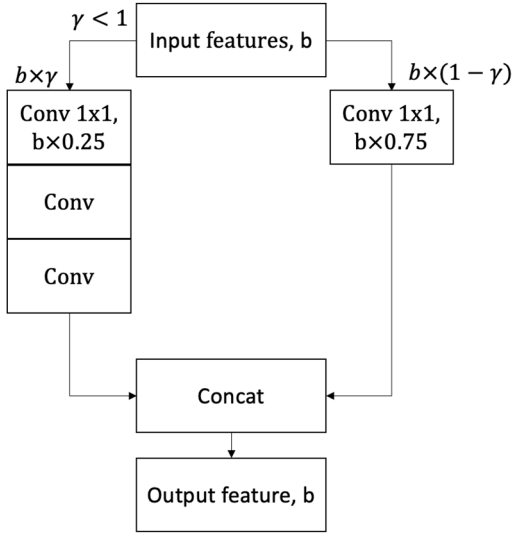 γ < 1
Input features, b
b×γ
b×(1 − γ)
Conv 1x1,
b×0.25
Conv 1x1,
b×0.75
Conv
Conv
Concat
Output feature, b